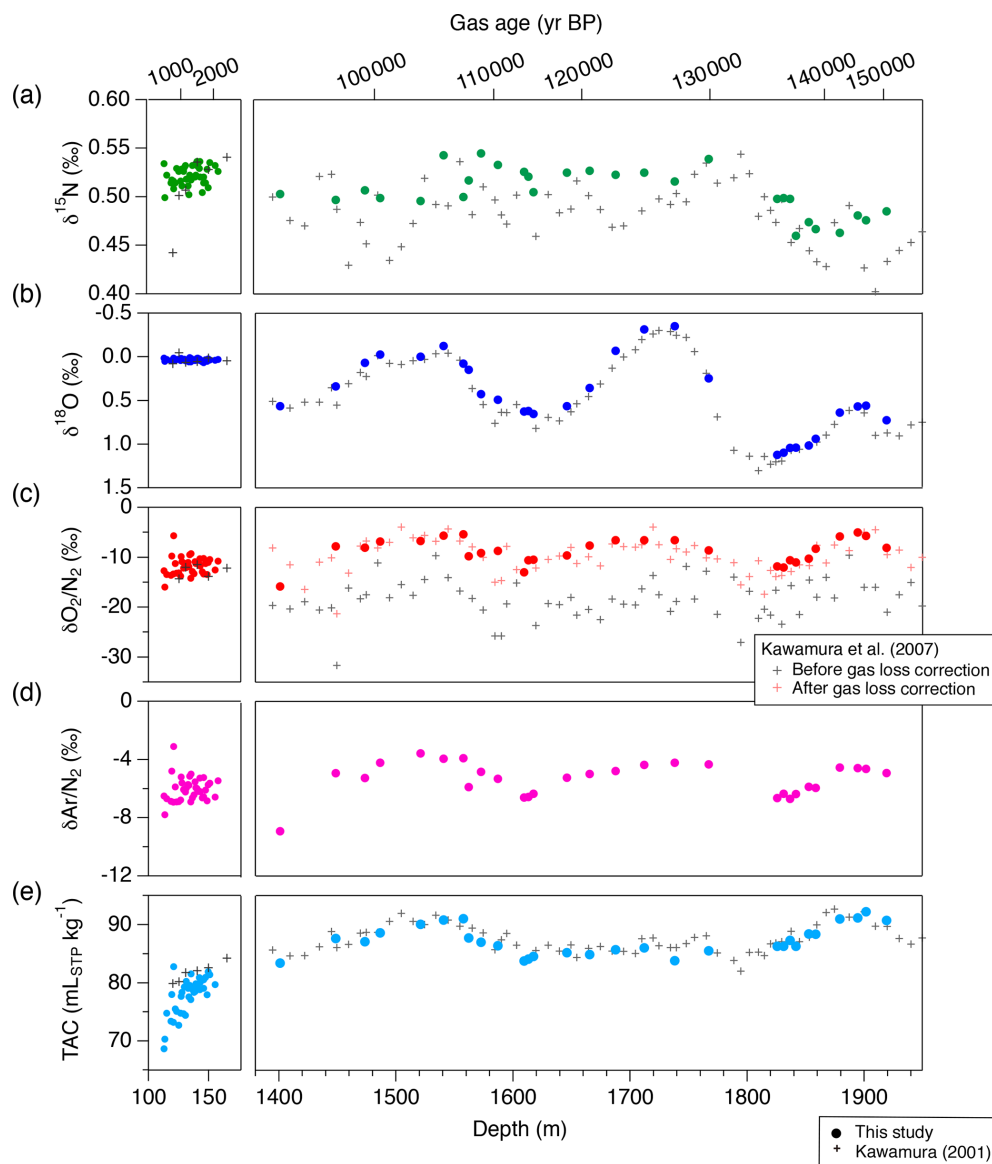 Gas age (yr BP)
1000 2000 100000 110000 120000 130000 140000 150000
(a)
0.60
0.50
0.45
0.40
δ¹⁵N (‰)
(b)
-0.5
0.0
0.5
1.0
1.5
δ¹⁸O (‰)
(c)
0
-10
-20
-30
δO₂/N₂ (‰)
Kawamura et al. (2007)
+ Before gas loss correction
+ After gas loss correction
(d)
0
-4
-8
-12
δAr/N₂ (‰)
(e)
90
80
70
TAC (mL_STP kg⁻¹)
100 150 1400 1500 1600 1700 1800 1900
Depth (m)
● This study
+ Kawamura (2001)